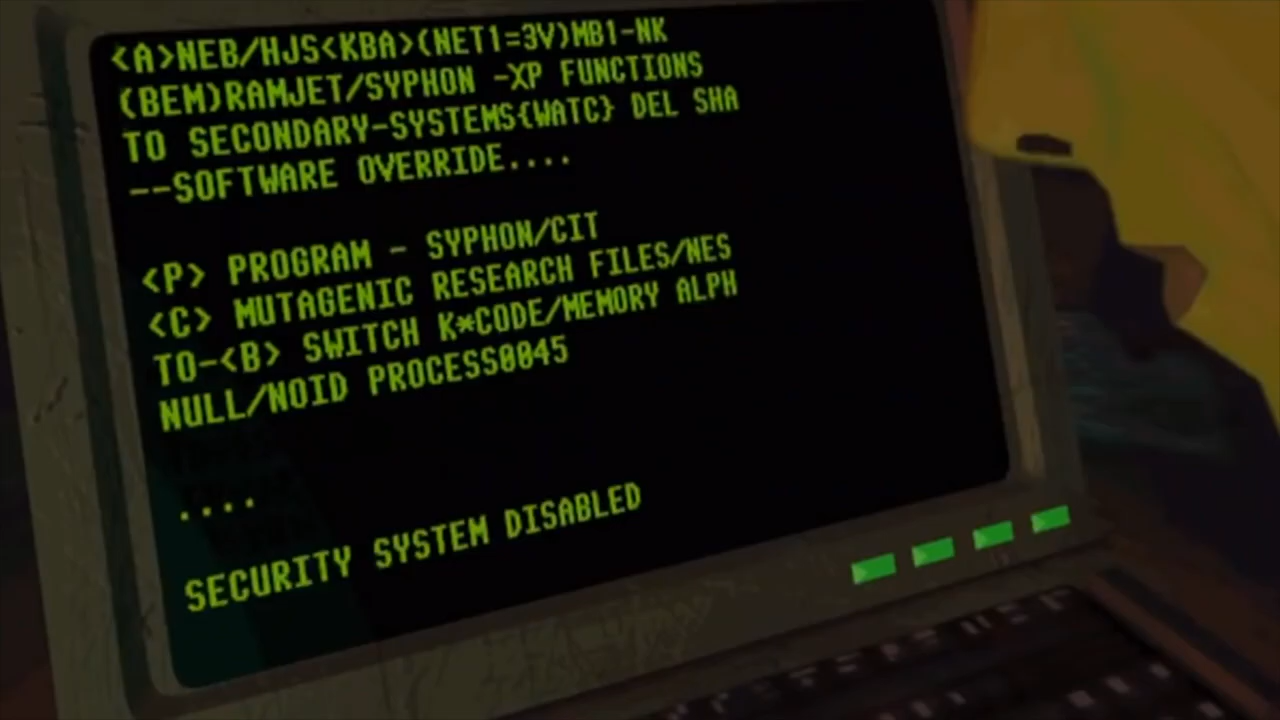 <A>NEB/HJS<KBA>(NET1=3V)MB1-NK
(BEM)RAMJET/SYPHON -XP FUNCTIONS
TO SECONDARY-SYSTEMS{WATC} DEL SHA
--SOFTWARE OVERRIDE....
<P> PROGRAM - SYPHON/CIT
<C> MUTAGENIC RESEARCH FILES/NES
TO-<B> SWITCH K*CODE/MEMORY ALPH
NULL/NOID PROCESS0045
....
SECURITY SYSTEM DISABLED